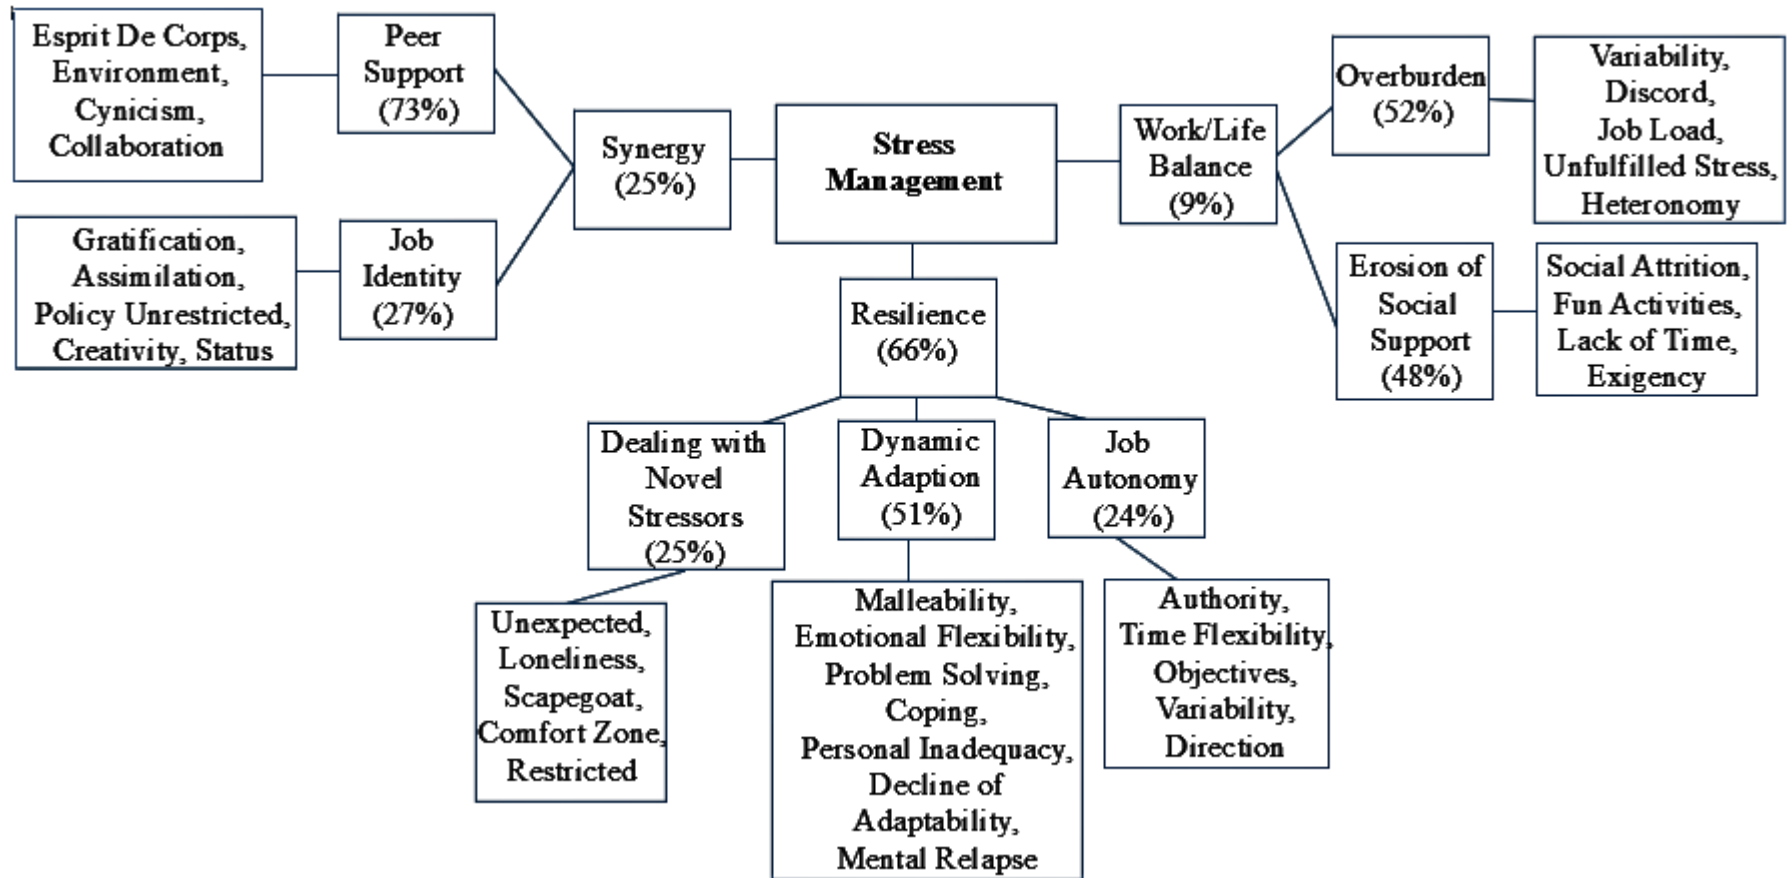 Esprit De Corps,
Environment,
Cynicism,
Collaboration
Peer
Support
(73%)
Gratification,
Assimilation,
Policy Unrestricted,
Creativity, Status
Job
Identity
(27%)
Synergy
(25%)
Stress
Management
Work/Life
Balance
(9%)
Overburden
(52%)
Variability,
Discord,
Job Load,
Unfulfilled Stress,
Heteronomy
Erosion of
Social
Support
(48%)
Social Attrition,
Fun Activities,
Lack of Time,
Exigency
Resilience
(66%)
Dealing with
Novel
Stressors
(25%)
Dynamic
Adaption
(51%)
Job
Autonomy
(24%)
Unexpected,
Loneliness,
Scapegoat,
Comfort Zone,
Restricted
Malleability,
Emotional Flexibility,
Problem Solving,
Coping,
Personal Inadequacy,
Decline of
Adaptability,
Mental Relapse
Authority,
Time Flexibility,
Objectives,
Variability,
Direction